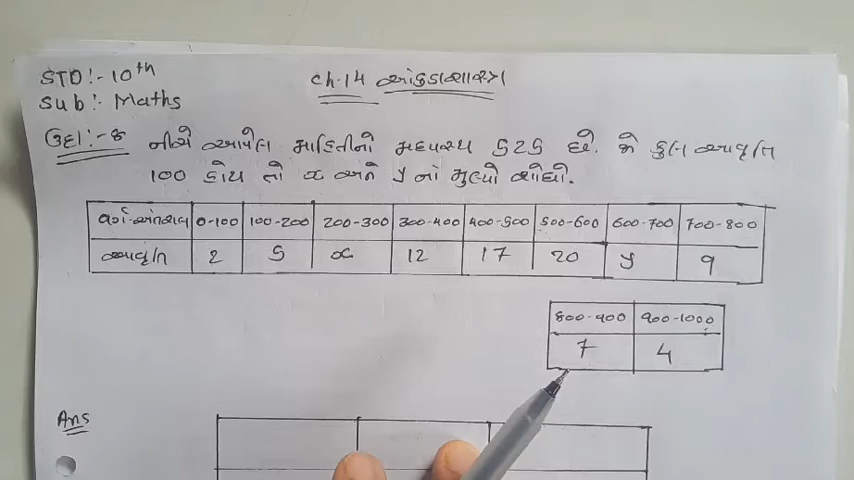 STD:- 10th
Sub:- Maths
Ch.14 આંકડાશાસ્ત્ર
ઉદા:-8 નીચે આપેલ માહિતીનો મધ્યસ્થ 525 છે. જો કુલ આવૃત્તિ
100 હોય તો x અને y નાં મુલ્યો શોધો.
વર્ગ-અંતરાલ 0-100 100-200 200-300 300-400 400-500 500-600 600-700 700-800
આવૃત્તિ 2 5 x 12 17 20 y 9
800-900 900-1000
7 4
Ans